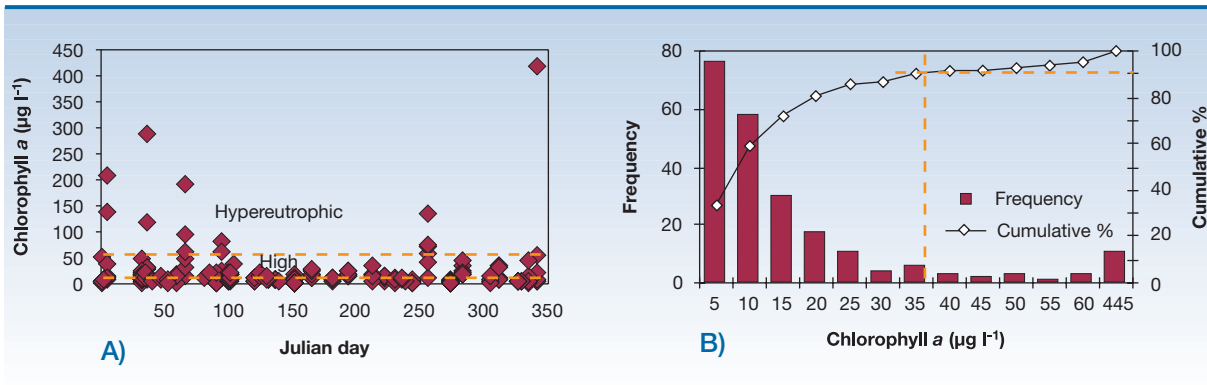 450
400
350
300
250
200
150
100
50
0
Chlorophyll a (µg l-1)
Hypereutrophic
High
50 100 150 200 250 300 350
Julian day
A)
80
60
40
20
0
Frequency
100
80
60
40
20
0
Cumulative %
Frequency
Cumulative %
5 10 15 20 25 30 35 40 45 50 55 60 445
Chlorophyll a (µg l-1)
B)